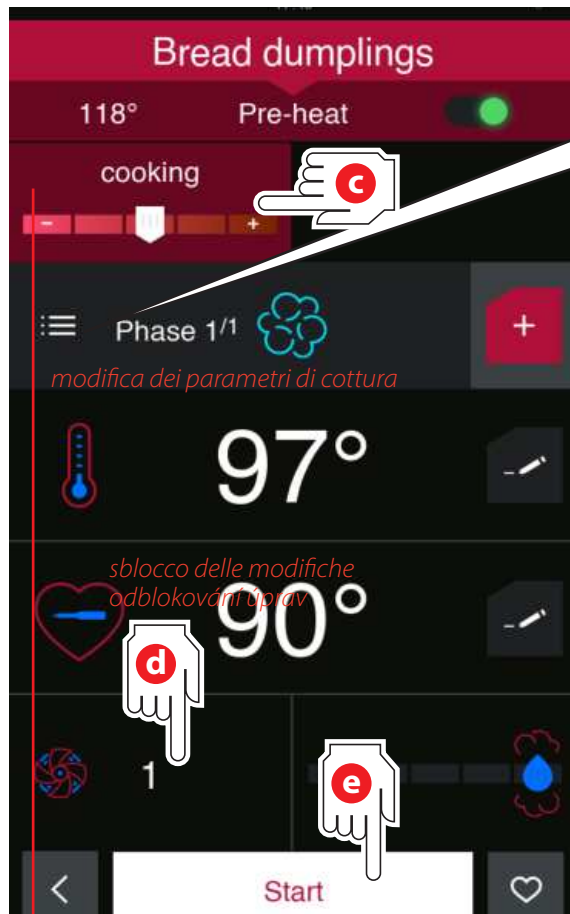 Bread dumplings
118° Pre-heat
cooking
- +
c
Phase 1/1
+
modifica dei parametri di cottura
97°
sblocco delle modifiche
odblokování úprav
90°
d
1
e
< Start